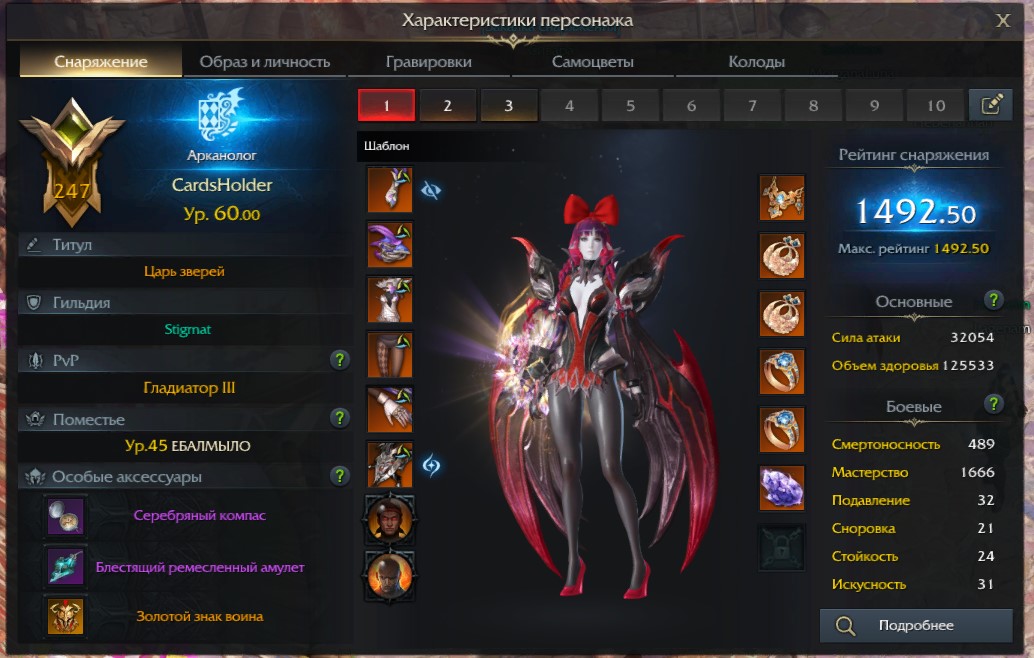 Характеристики персонажа
X
Снаряжение
Образ и личность
Гравировки
Самоцветы
Колоды
247
Арканолог
CardsHolder
Ур. 60.00
Титул
Царь зверей
Гильдия
Stigmat
PvP
?
Гладиатор III
Поместье
?
Ур.45 ЕБАЛМЫЛО
Особые аксессуары
?
Серебряный компас
Блестящий ремесленный амулет
Золотой знак воина
1 2 3 4 5 6 7 8 9 10
Шаблон
Рейтинг снаряжения
1492.50
Макс. рейтинг 1492.50
Основные
?
Сила атаки 32054
Объем здоровья 125533
Боевые
?
Смертоносность 489
Мастерство 1666
Подавление 32
Сноровка 21
Стойкость 24
Искусность 31
Подробнее